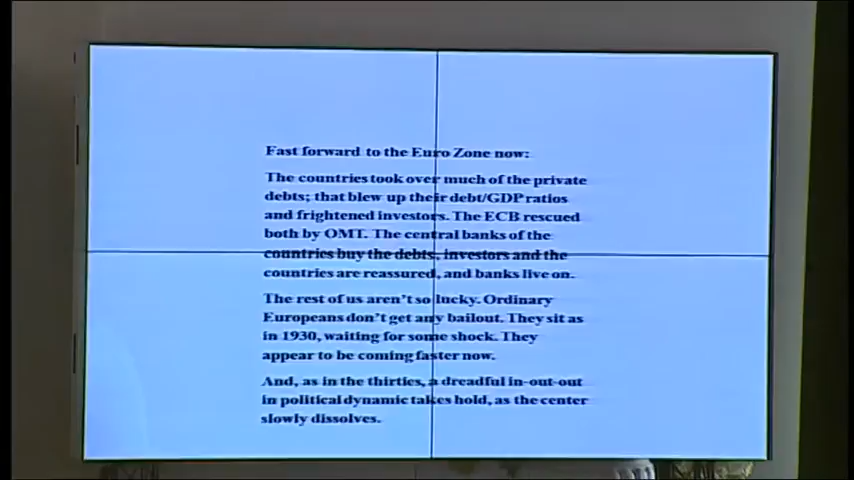 Fast forward to the Euro Zone now:
The countries took over much of the private
debts; that blew up their debt/GDP ratios
and frightened investors. The ECB rescued
both by OMT. The central banks of the
countries buy the debts, investors and the
countries are reassured, and banks live on.
The rest of us aren't so lucky. Ordinary
Europeans don't get any bailout. They sit as
in 1930, waiting for some shock. They
appear to be coming faster now.
And, as in the thirties, a dreadful in-out-out
in political dynamic takes hold, as the center
slowly dissolves.